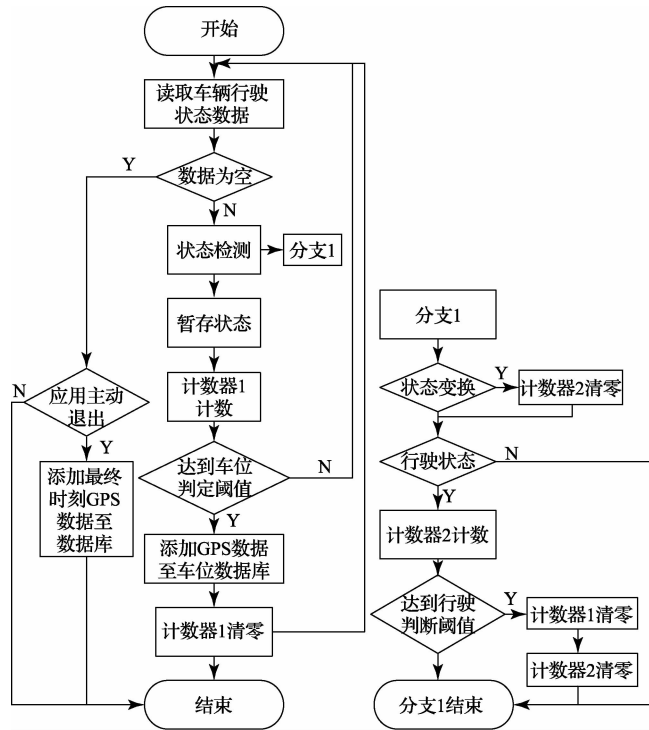 开始
读取车辆行驶
状态数据
Y
数据为空
N
状态检测
分支1
暂存状态
计数器1
计数
N
应用主动
退出
Y
添加最终
时刻GPS
数据至
数据库
达到车位
判定阈值
N
Y
添加GPS数据
至车位数据库
计数器1清零
结束
分支1
状态变换
Y
计数器2清零
行驶状态
N
Y
计数器2计数
达到行驶
判断阈值
Y
计数器1清零
计数器2清零
分支1结束